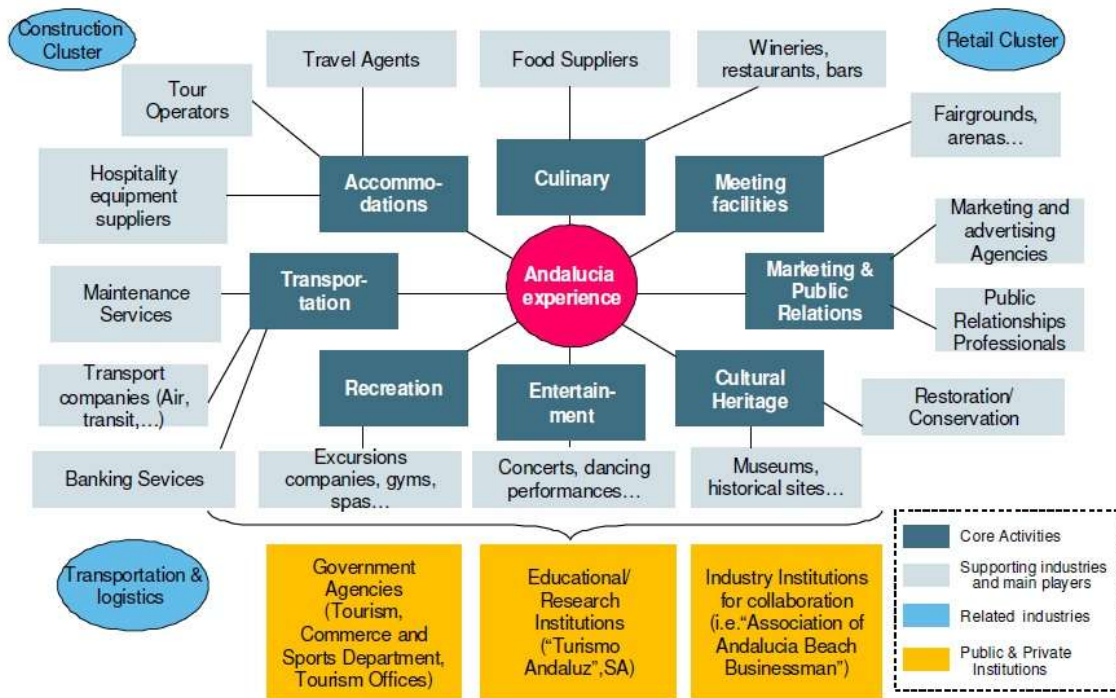 Construction
Cluster
Travel Agents
Food Suppliers
Wineries,
restaurants, bars
Retail Cluster
Tour
Operators
Fairgrounds,
arenas…
Hospitality
equipment
suppliers
Accommo-
dations
Culinary
Meeting
facilities
Marketing and
advertising
Agencies
Maintenance
Services
Transpor-
tation
Andalucia
experience
Marketing &
Public
Relations
Public
Relationships
Professionals
Transport
companies (Air,
transit,…)
Recreation
Entertain-
ment
Cultural
Heritage
Restoration/
Conservation
Banking Sevices
Excursions
companies, gyms,
spas…
Concerts, dancing
performances…
Museums,
historical sites…
Transportation &
logistics
Government
Agencies
(Tourism,
Commerce and
Sports Department,
Tourism Offices)
Educational/
Research
Institutions
(“Turismo
Andaluz”,SA)
Industry Institutions
for collaboration
(i.e.“Association of
Andalucia Beach
Businessman”)
Core Activities
Supporting industries
and main players
Related industries
Public & Private
Institutions